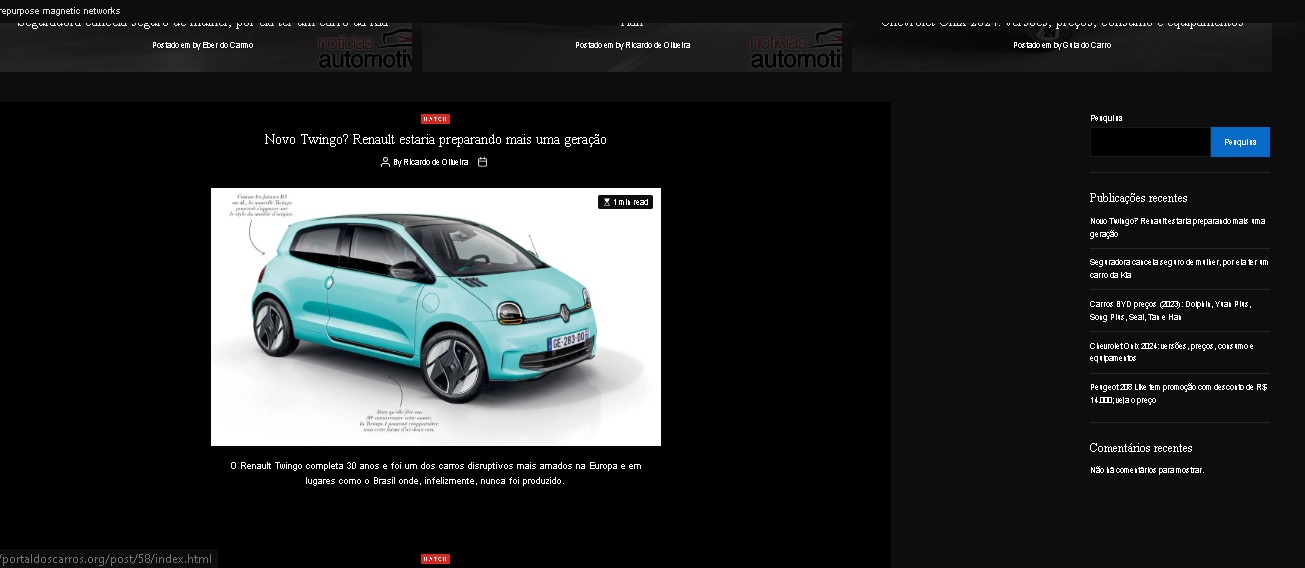 repurpose magnetic networks
Seguradora cancela seguro de mulher, por ela ter um carro da Kia
Han
Chevrolet Onix 2024: versões, preços, consumo e equipamentos
Postado em by Eber do Carmo
Postado em by Ricardo de Oliveira
Postado em by Guia do Carro
notícias
automoti
notícias
automotiv
HATCH
Novo Twingo? Renault estaria preparando mais uma geração
By Ricardo de Oliveira
1 min read
GE-283-DD
O Renault Twingo completa 30 anos e foi um dos carros disruptivos mais amados na Europa e em
lugares como o Brasil onde, infelizmente, nunca foi produzido.
HATCH
Pesquisa
Pesquisa
Publicações recentes
Novo Twingo? Renault estaria preparando mais uma
geração
Seguradora cancela seguro de mulher, por ela ter um
carro da Kia
Carros BYD preços (2023): Dolphin, Yuan Plus,
Song Plus, Seal, Tan e Han
Chevrolet Onix 2024: versões, preços, consumo e
equipamentos
Peugeot 208 Like tem promoção com desconto de R$
14.000; veja o preço
Comentários recentes
Não há comentários para mostrar.
/portaldoscarros.org/post/58/index.html